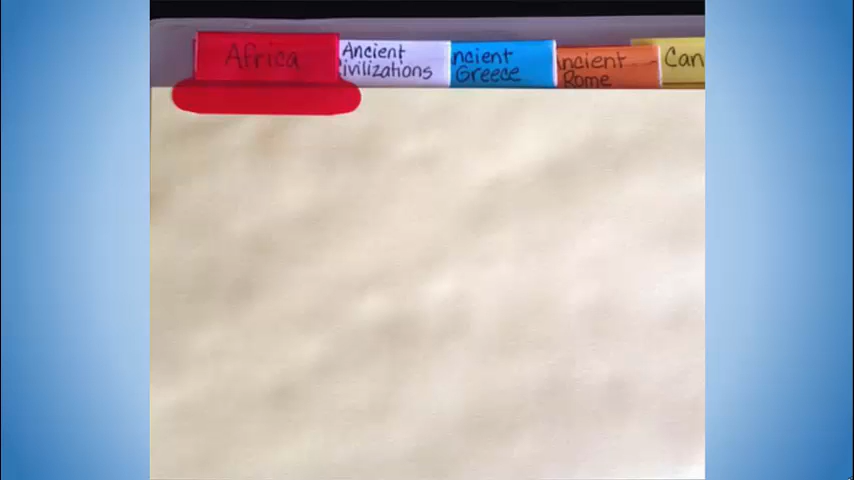 Africa
Ancient
ivilizations
ncient
Greece
ncient
Rome
Can